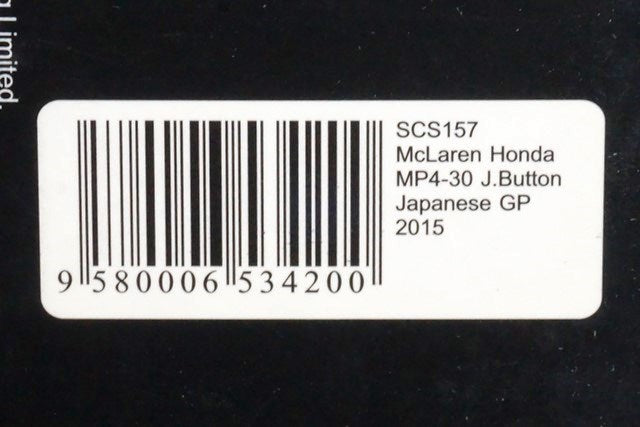 g Limited.
SCS157
McLaren Honda
MP4-30 J.Button
Japanese GP
2015
9 580006 534200